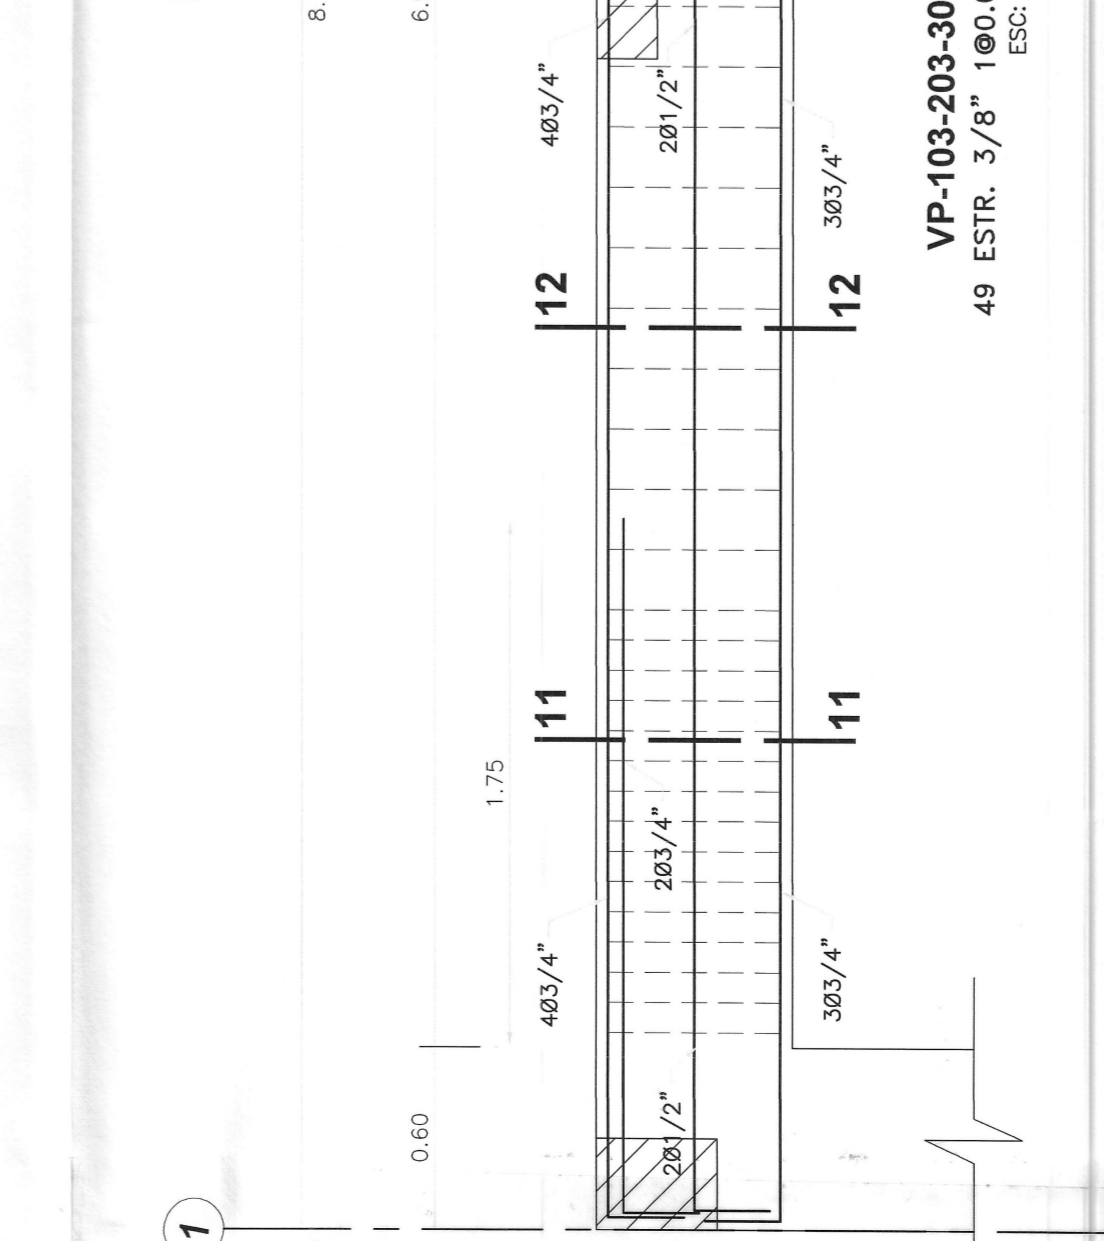 8.
6.
4Ø3/4"
2Ø1/2"
3Ø3/4"
VP-103-203-30
49 ESTR. 3/8" 1@0.
ESC:
12
12
11
11
1.75
2Ø3/4"
4Ø3/4"
3Ø3/4"
0.60
2Ø1/2"
1